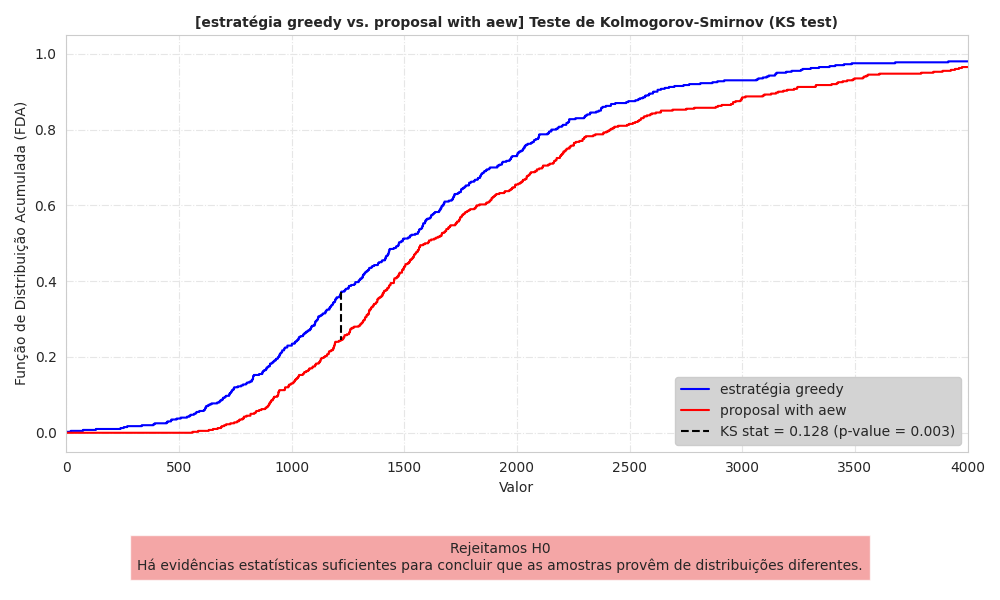 [estratégia greedy vs. proposal with aew] Teste de Kolmogorov-Smirnov (KS test)
Função de Distribuição Acumulada (FDA)
1.0
0.8
0.6
0.4
0.2
0.0
0 500 1000 1500 2000 2500 3000 3500 4000
Valor
estratégia greedy
proposal with aew
KS stat = 0.128 (p-value = 0.003)
Rejeitamos H0
Há evidências estatísticas suficientes para concluir que as amostras provêm de distribuições diferentes.